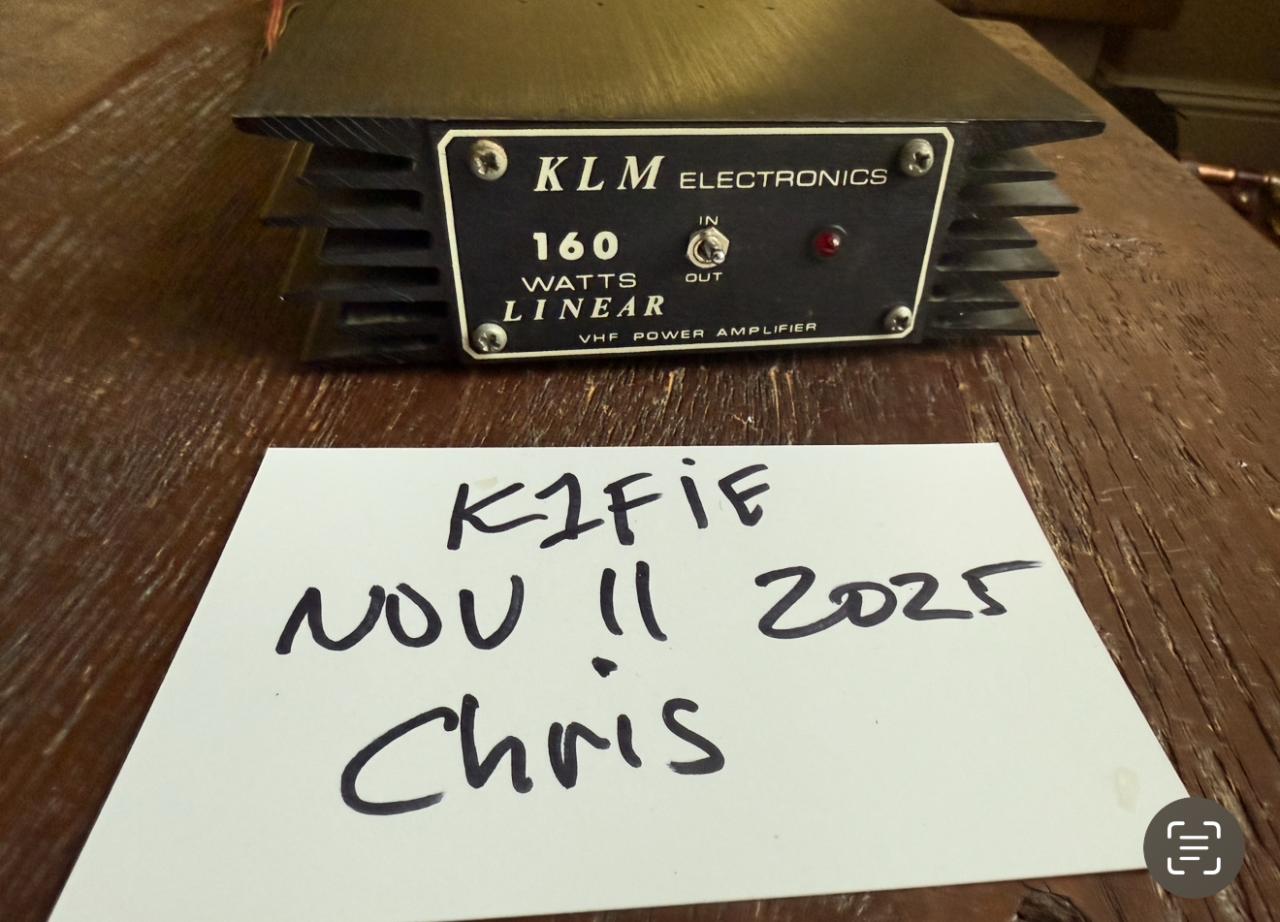 KLM ELECTRONICS
IN
160
OUT
WATTS
LINEAR
VHF POWER AMPLIFIER
K1FiE
NOV 11 2025
Chris